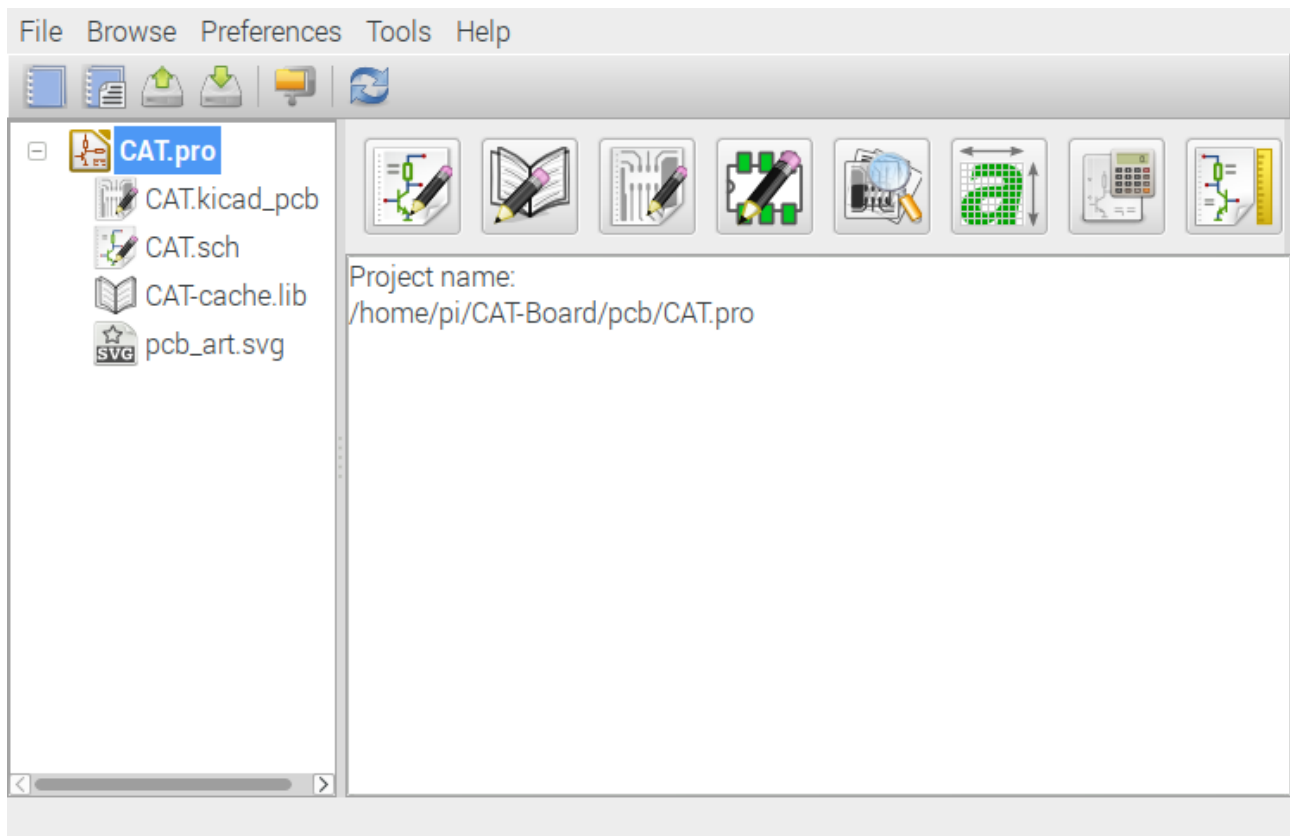 File Browse Preferences Tools Help
CAT.pro
CAT.kicad_pcb
CAT.sch
CAT-cache.lib
SVG pcb_art.svg
Project name:
/home/pi/CAT-Board/pcb/CAT.pro